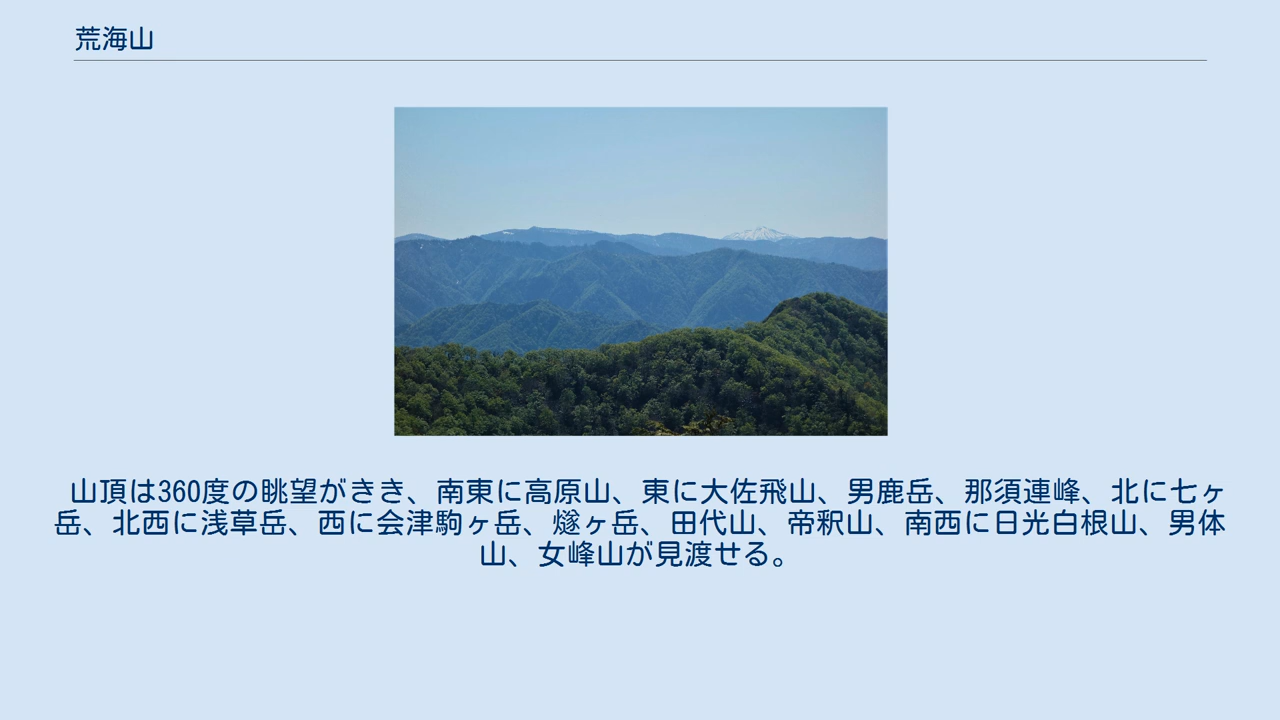 荒海山
山頂は360度の眺望がきき、南東に高原山、東に大佐飛山、男鹿岳、那須連峰、北に七ヶ
岳、北西に浅草岳、西に会津駒ヶ岳、燧ヶ岳、田代山、帝釈山、南西に日光白根山、男体
山、女峰山が見渡せる。